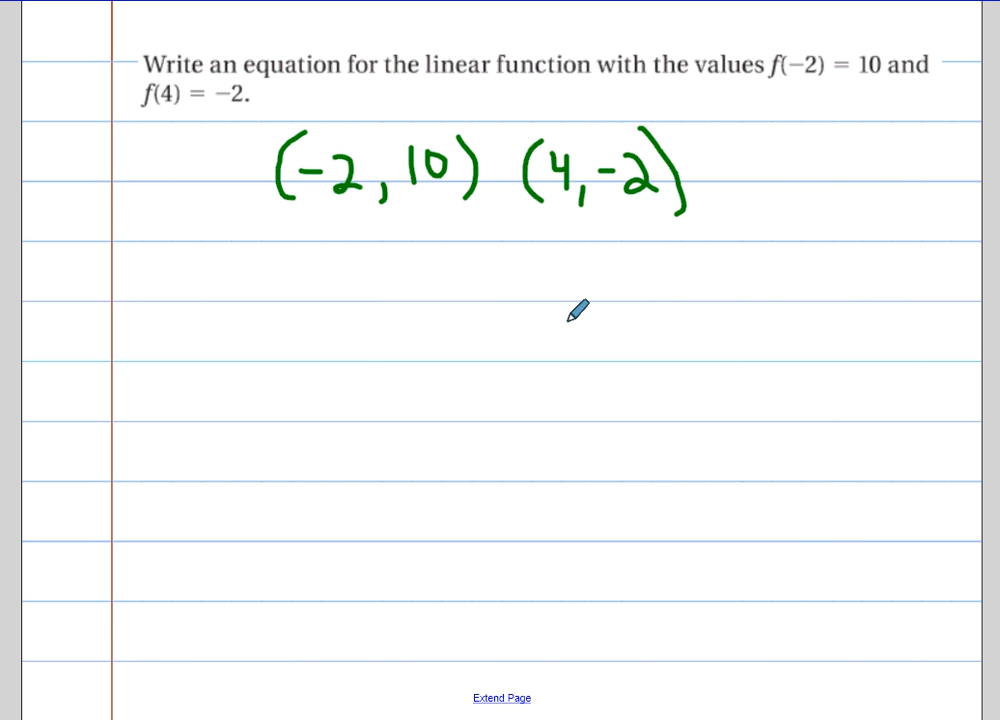 Write an equation for the linear function with the values f(−2) = 10 and
f(4) = −2.
(-2, 10) (4,-2)
Extend Page